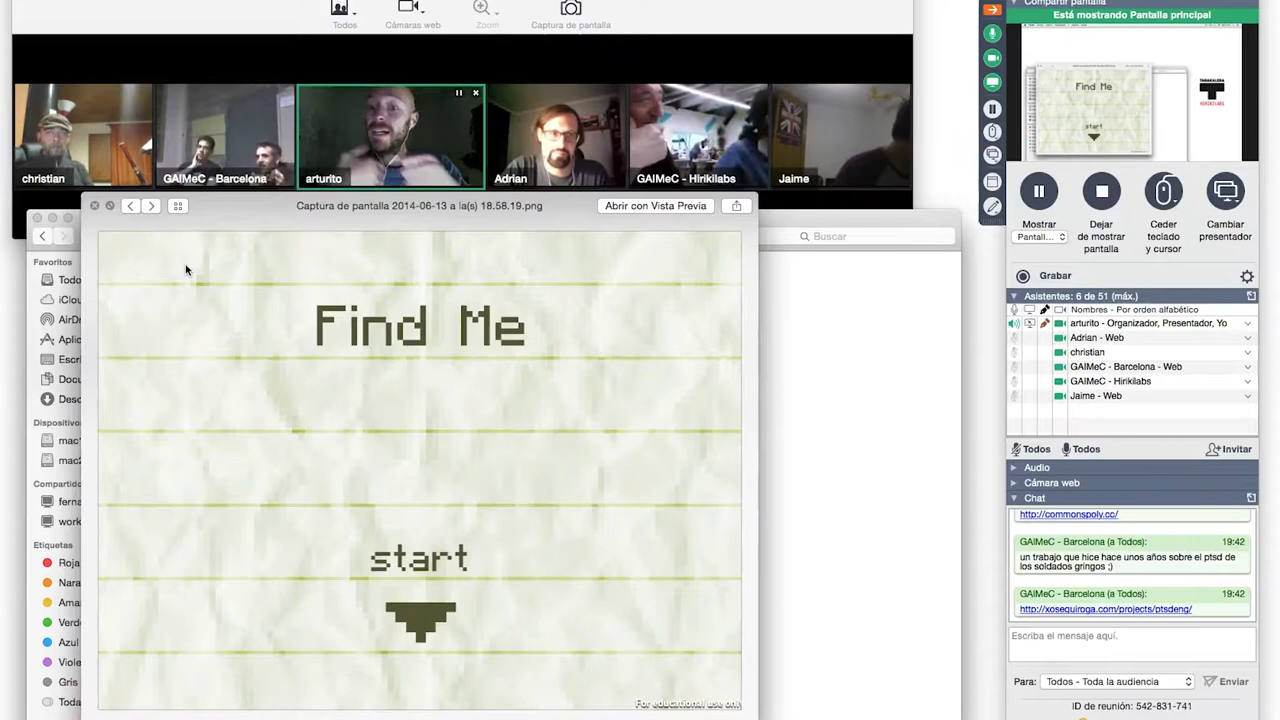 Todos
Cámaras web
Zoom
Captura de pantalla
Compartir pantalla
Está mostrando Pantalla principal
Find Me
start
TABAKALERA
HIRIKILABS
christian
GAIMeC - Barcelona
arturito
Adrian
GAIMeC - Hirikilabs
Jaime
Captura de pantalla 2014-06-13 a la(s) 18.58.19.png
Abrir con Vista Previa
Buscar
Favoritos
Todo
iClou
AirDr
Aplic
Escri
Docu
Desc
Dispositivo
mac1
mac2
Compartido
ferna
work
Etiquetas
Roja
Nara
Ama
Verde
Azul
Viole
Gris
Toda
Find Me
start
For educational use only
Mostrar
Pantall...
Dejar
de mostrar
pantalla
Ceder
teclado
y cursor
Cambiar
presentador
Grabar
Asistentes: 6 de 51 (máx.)
Nombres - Por orden alfabético
arturito - Organizador, Presentador, Yo
Adrian - Web
christian
GAIMeC - Barcelona - Web
GAIMeC - Hirikilabs
Jaime - Web
Todos
Todos
Invitar
Audio
Cámara web
Chat
http://commonspoly.cc/
GAIMeC - Barcelona (a Todos): 19:42
un trabajo que hice hace unos años sobre el ptsd de
los soldados gringos ;)
GAIMeC - Barcelona (a Todos): 19:42
http://xosequiroga.com/projects/ptsdeng/
Escriba el mensaje aquí.
Para:
Todos - Toda la audiencia
Enviar
ID de reunión: 542-831-741